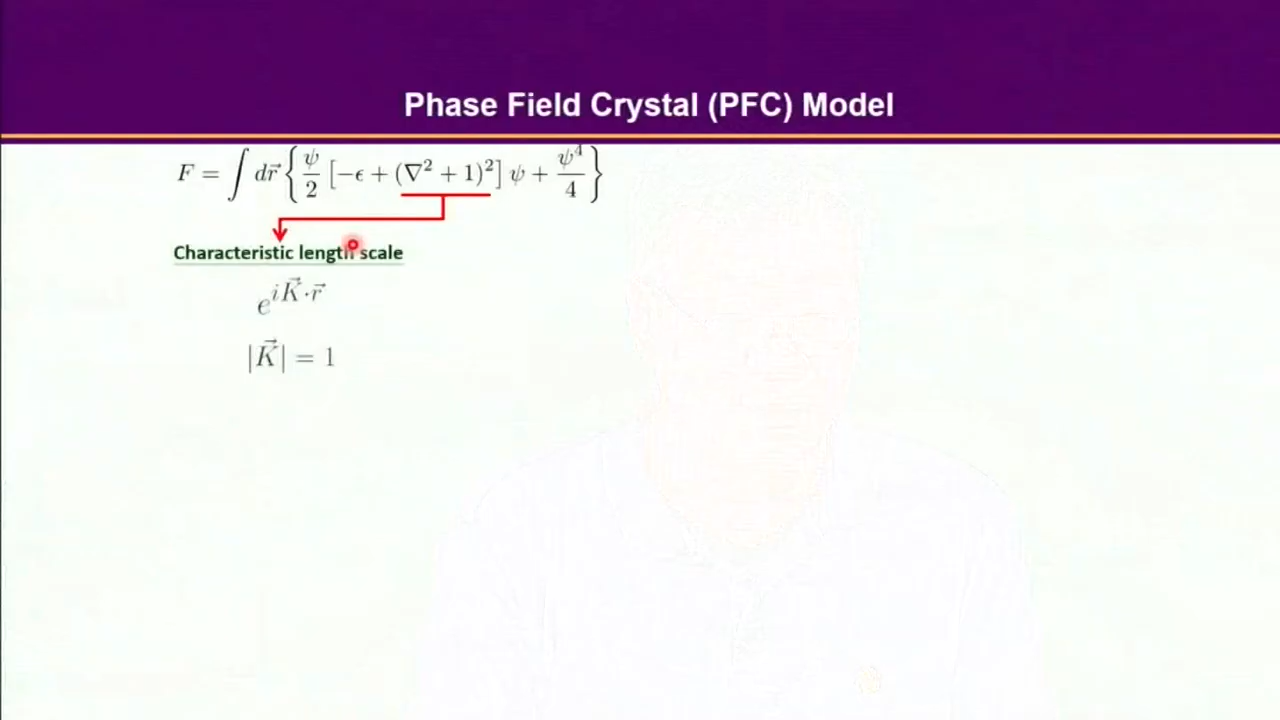 Phase Field Crystal (PFC) Model
F = ∫ dr⃗ { ψ/2 [−ϵ + (∇² + 1)²] ψ + ψ⁴/4 }
Characteristic length scale
e^{iK⃗·r⃗}
|K⃗| = 1